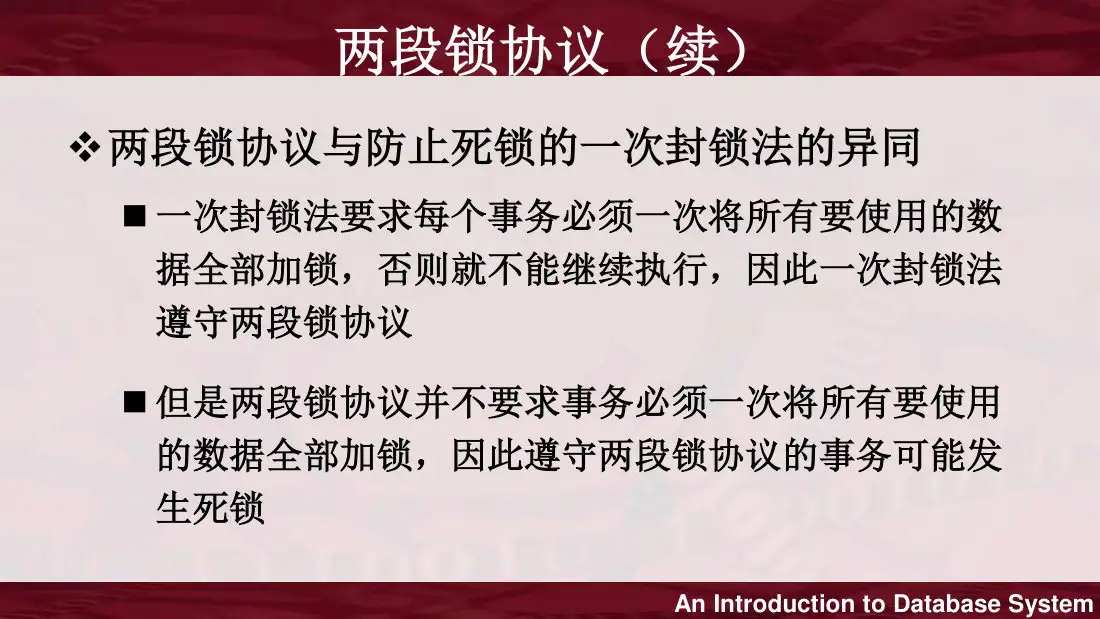 两段锁协议（续）
❖两段锁协议与防止死锁的一次封锁法的异同
■ 一次封锁法要求每个事务必须一次将所有要使用的数
据全部加锁，否则就不能继续执行，因此一次封锁法
遵守两段锁协议
■ 但是两段锁协议并不要求事务必须一次将所有要使用
的数据全部加锁，因此遵守两段锁协议的事务可能发
生死锁
An Introduction to Database System